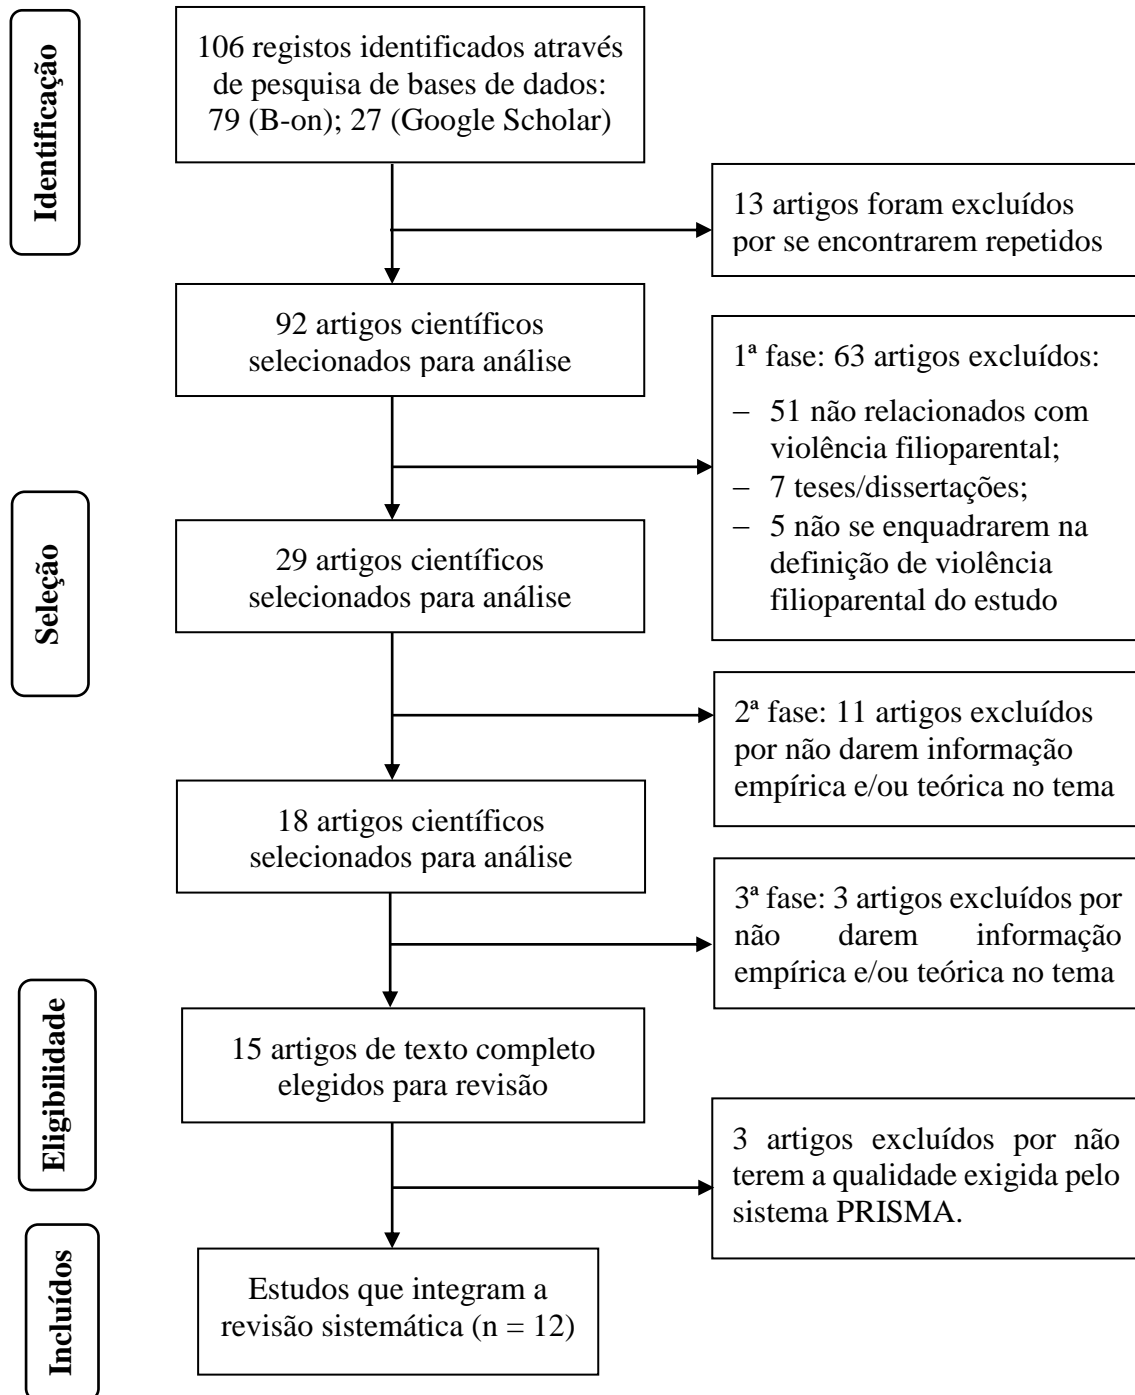 Identificação
106 registos identificados através
de pesquisa de bases de dados:
79 (B-on); 27 (Google Scholar)
13 artigos foram excluídos
por se encontrarem repetidos
92 artigos científicos
selecionados para análise
1ª fase: 63 artigos excluídos:
– 51 não relacionados com
violência filioparental;
– 7 teses/dissertações;
– 5 não se enquadrarem na
definição de violência
filioparental do estudo
Seleção
29 artigos científicos
selecionados para análise
2ª fase: 11 artigos excluídos
por não darem informação
empírica e/ou teórica no tema
18 artigos científicos
selecionados para análise
3ª fase: 3 artigos excluídos por
não darem informação
empírica e/ou teórica no tema
Eligibilidade
15 artigos de texto completo
elegidos para revisão
3 artigos excluídos por não
terem a qualidade exigida pelo
sistema PRISMA.
Incluídos
Estudos que integram a
revisão sistemática (n = 12)